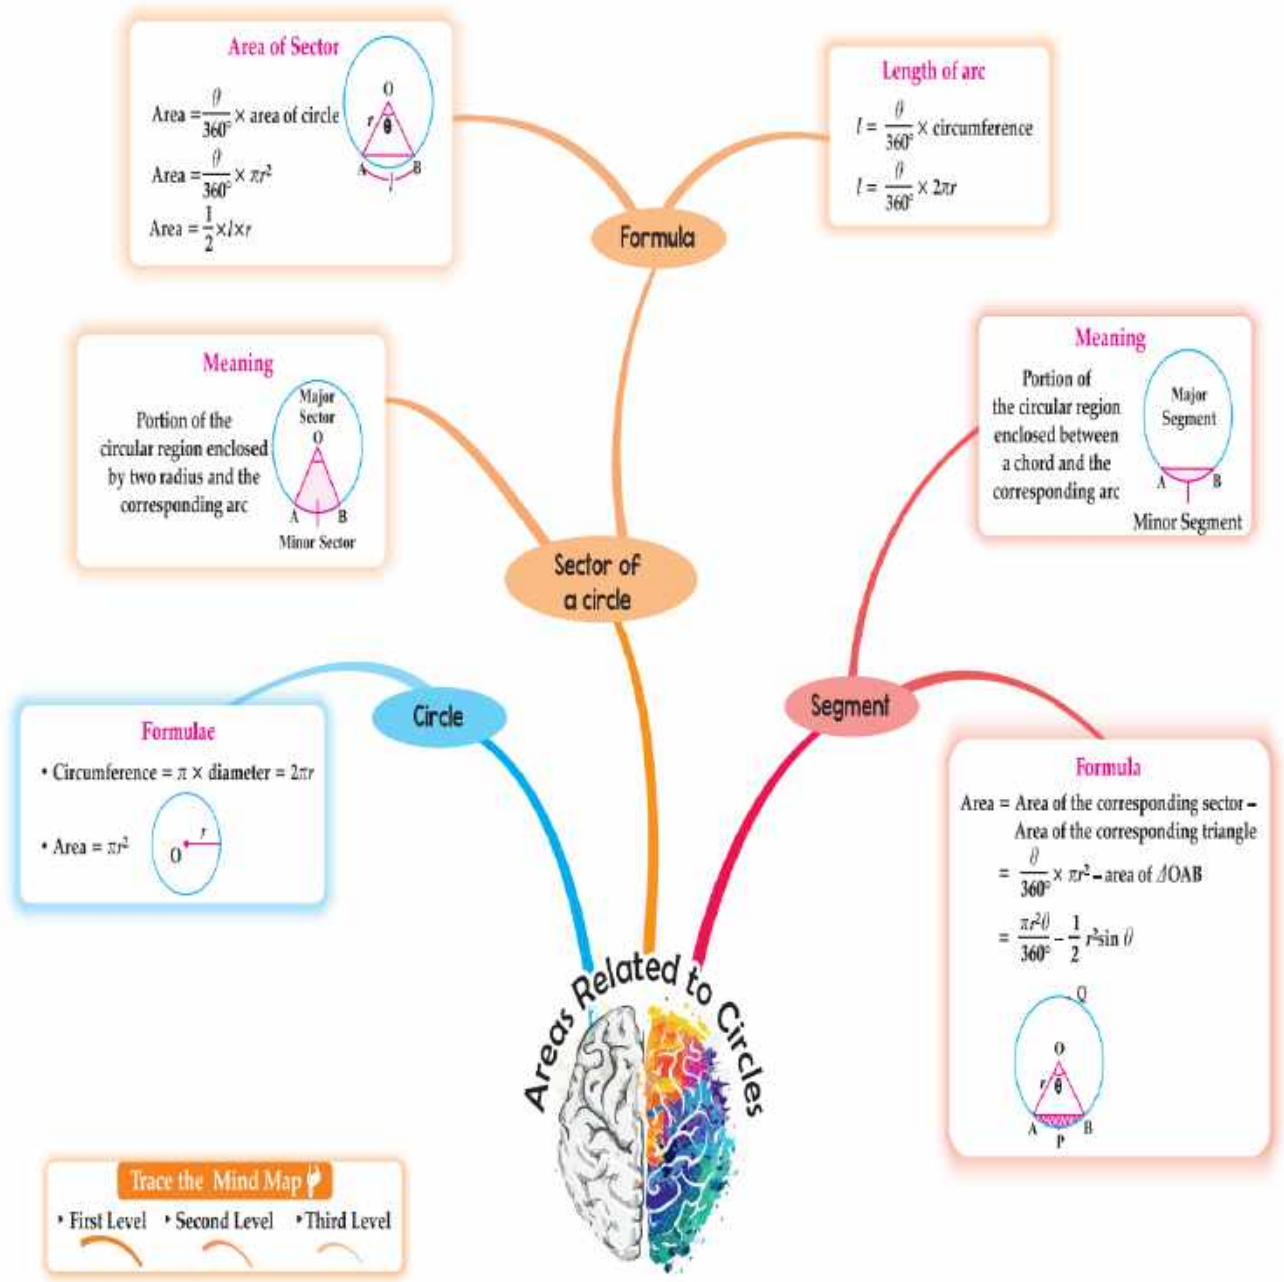 Area of Sector
Area = θ/360° × area of circle
Area = θ/360° × πr²
Area = 1/2 × l × r
O
r
θ
A
B
l
Length of arc
l = θ/360° × circumference
l = θ/360° × 2πr
Formula
Meaning
Portion of the
circular region enclosed
by two radius and the
corresponding arc
Major
Sector
O
A
B
Minor Sector
Meaning
Portion of
the circular region
enclosed between
a chord and the
corresponding arc
Major
Segment
A
B
Minor Segment
Sector of
a circle
Circle
Segment
Formulae
• Circumference = π × diameter = 2πr
• Area = πr²
O
r
Formula
Area = Area of the corresponding sector –
Area of the corresponding triangle
= θ/360° × πr² – area of ΔOAB
= πr²θ/360° – 1/2 r² sin θ
Q
O
r
θ
A
B
P
Areas Related to Circles
Trace the Mind Map
‣ First Level ‣ Second Level ‣ Third Level